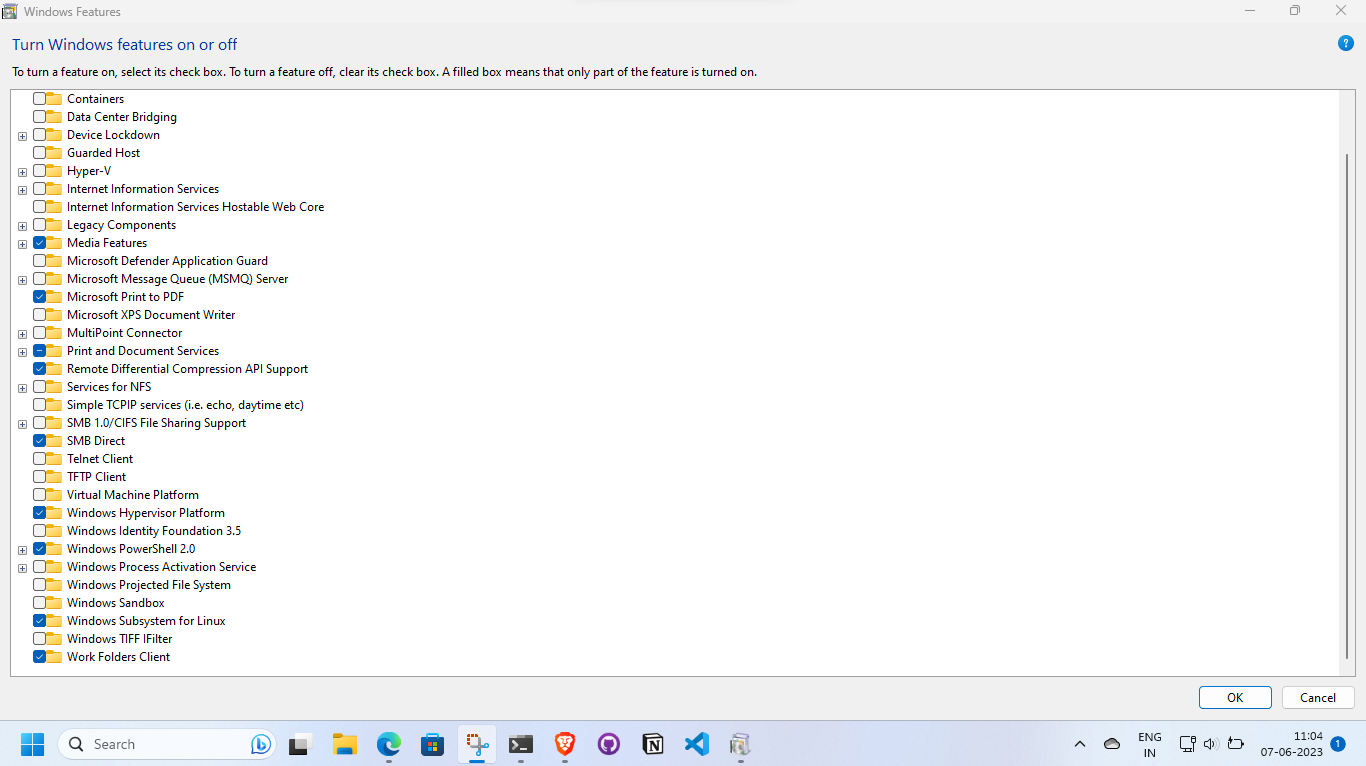 Windows Features
Turn Windows features on or off
To turn a feature on, select its check box. To turn a feature off, clear its check box. A filled box means that only part of the feature is turned on.
Containers
Data Center Bridging
Device Lockdown
Guarded Host
Hyper-V
Internet Information Services
Internet Information Services Hostable Web Core
Legacy Components
Media Features
Microsoft Defender Application Guard
Microsoft Message Queue (MSMQ) Server
Microsoft Print to PDF
Microsoft XPS Document Writer
MultiPoint Connector
Print and Document Services
Remote Differential Compression API Support
Services for NFS
Simple TCPIP services (i.e. echo, daytime etc)
SMB 1.0/CIFS File Sharing Support
SMB Direct
Telnet Client
TFTP Client
Virtual Machine Platform
Windows Hypervisor Platform
Windows Identity Foundation 3.5
Windows PowerShell 2.0
Windows Process Activation Service
Windows Projected File System
Windows Sandbox
Windows Subsystem for Linux
Windows TIFF IFilter
Work Folders Client
OK Cancel
Search
ENG
IN
11:04
07-06-2023
1